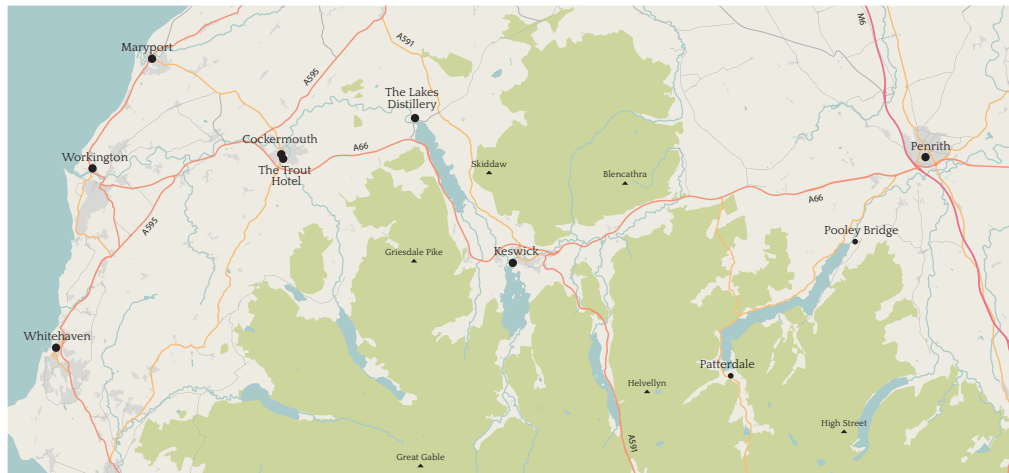 M6
A591
Maryport
A595
The Lakes
Distillery
Cockermouth
A66
Penrith
Workington
The Trout
Hotel
Skiddaw
Blencathra
A66
A595
Pooley Bridge
Griesdale Pike
Keswick
Whitehaven
Patterdale
Helvellyn
High Street
A591
Great Gable